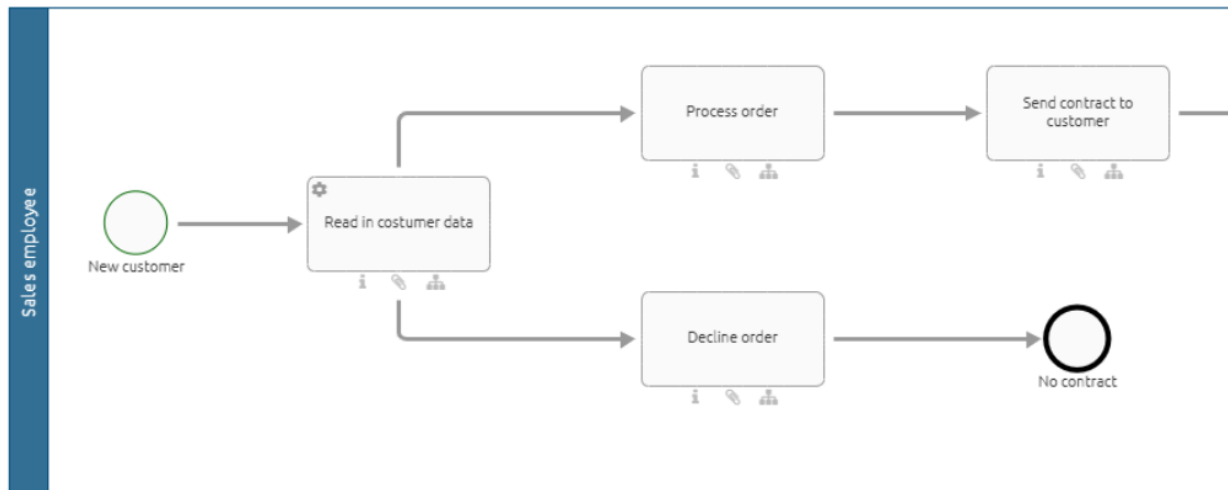 Sales employee
New customer
Read in costumer data
Process order
Send contract to
customer
Decline order
No contract